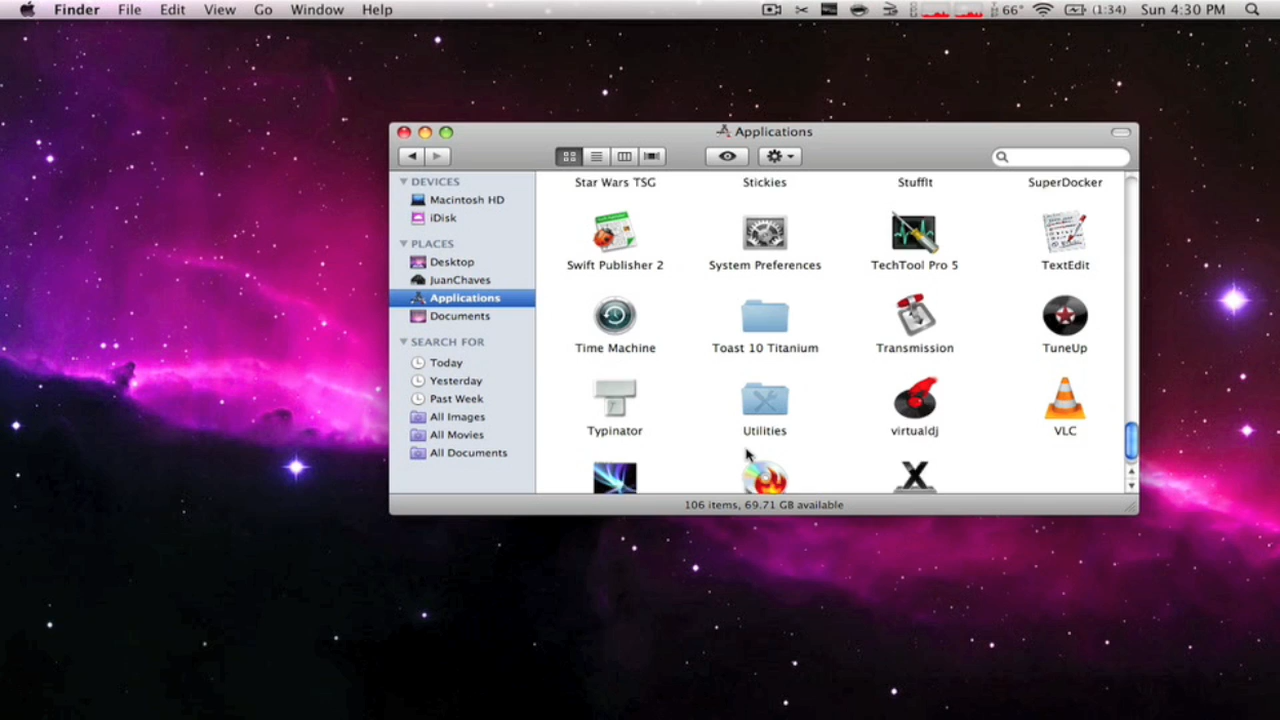 Finder File Edit View Go Window Help 66° (1:34) Sun 4:30 PM
Applications
DEVICES
Macintosh HD
iDisk
PLACES
Desktop
JuanChaves
Applications
Documents
SEARCH FOR
Today
Yesterday
Past Week
All Images
All Movies
All Documents
Star Wars TSG Stickies StuffIt SuperDocker
Swift Publisher 2 System Preferences TechTool Pro 5 TextEdit
Time Machine Toast 10 Titanium Transmission TuneUp
Typinator Utilities virtualdj VLC
106 items, 69.71 GB available